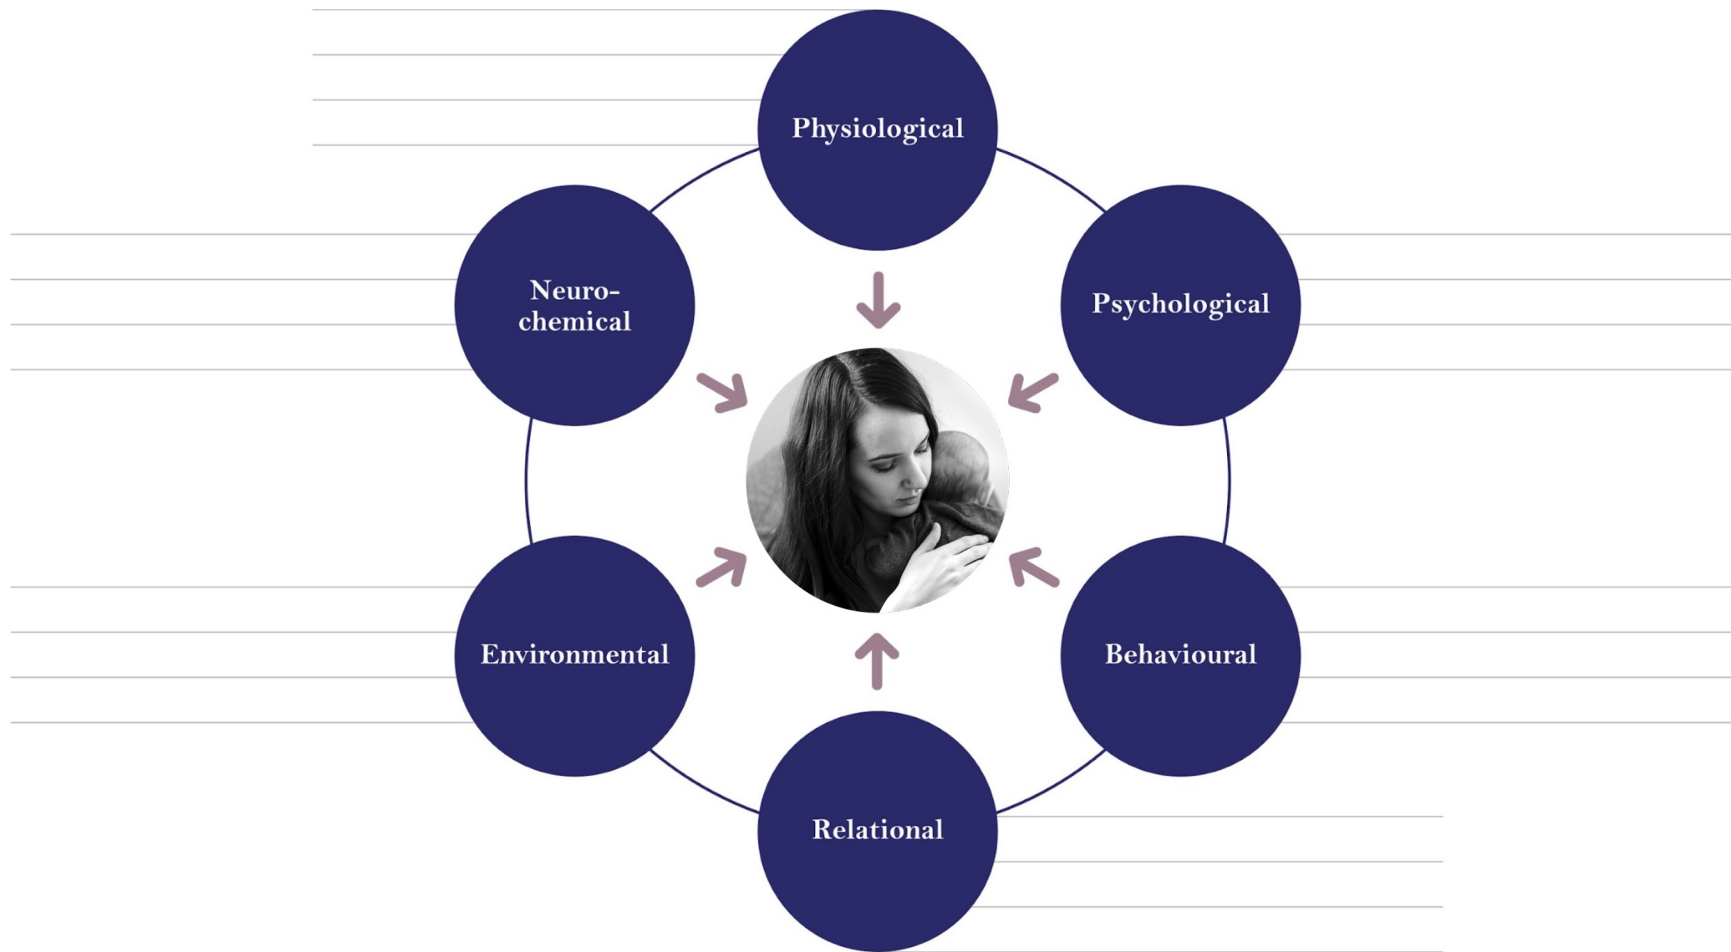 Physiological
Psychological
Behavioural
Relational
Environmental
Neuro-
chemical